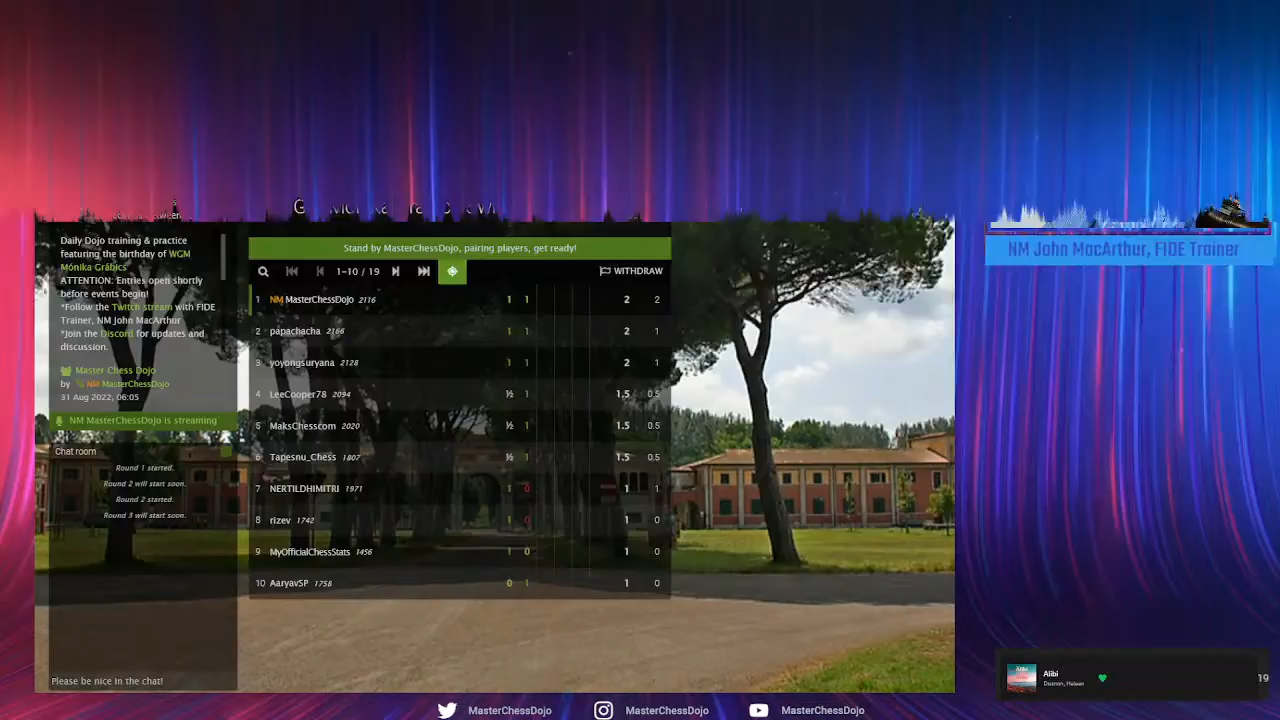 Daily Dojo training & practice
featuring the birthday of WGM
Mónika Grábics
ATTENTION: Entries open shortly
before events begin!
*Follow the Twitch stream with FIDE
Trainer, NM John MacArthur
*Join the Discord for updates and
discussion.
Master Chess Dojo
by NM MasterChessDojo
31 Aug 2022, 06:05
NM MasterChessDojo is streaming
Chat room
Round 1 started.
Round 2 will start soon.
Round 2 started.
Round 3 will start soon.
Please be nice in the chat!
Stand by MasterChessDojo, pairing players, get ready!
1-10 / 19 WITHDRAW
1 NM MasterChessDojo 2116 1 1 2 2
2 papachacha 2166 1 1 2 1
3 yoyongsuryana 2128 1 1 2 1
4 LeeCooper78 2094 ½ 1 1.5 0.5
5 MaksChesscom 2020 ½ 1 1.5 0.5
6 Tapesnu_Chess 1807 ½ 1 1.5 0.5
7 NERTILDHIMITRI 1971 1 0 1 1
8 rizev 1742 1 0 1 0
9 MyOfficialChessStats 1456 1 0 1 0
10 AaryavSP 1758 0 1 1 0
NM John MacArthur, FIDE Trainer
Alibi
19
MasterChessDojo MasterChessDojo MasterChessDojo